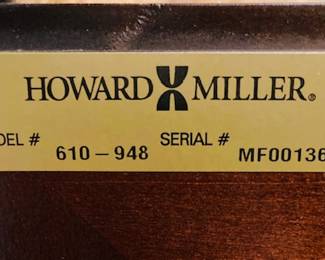 HOWARD MILLER®
DEL # 610-948 SERIAL # MF00136